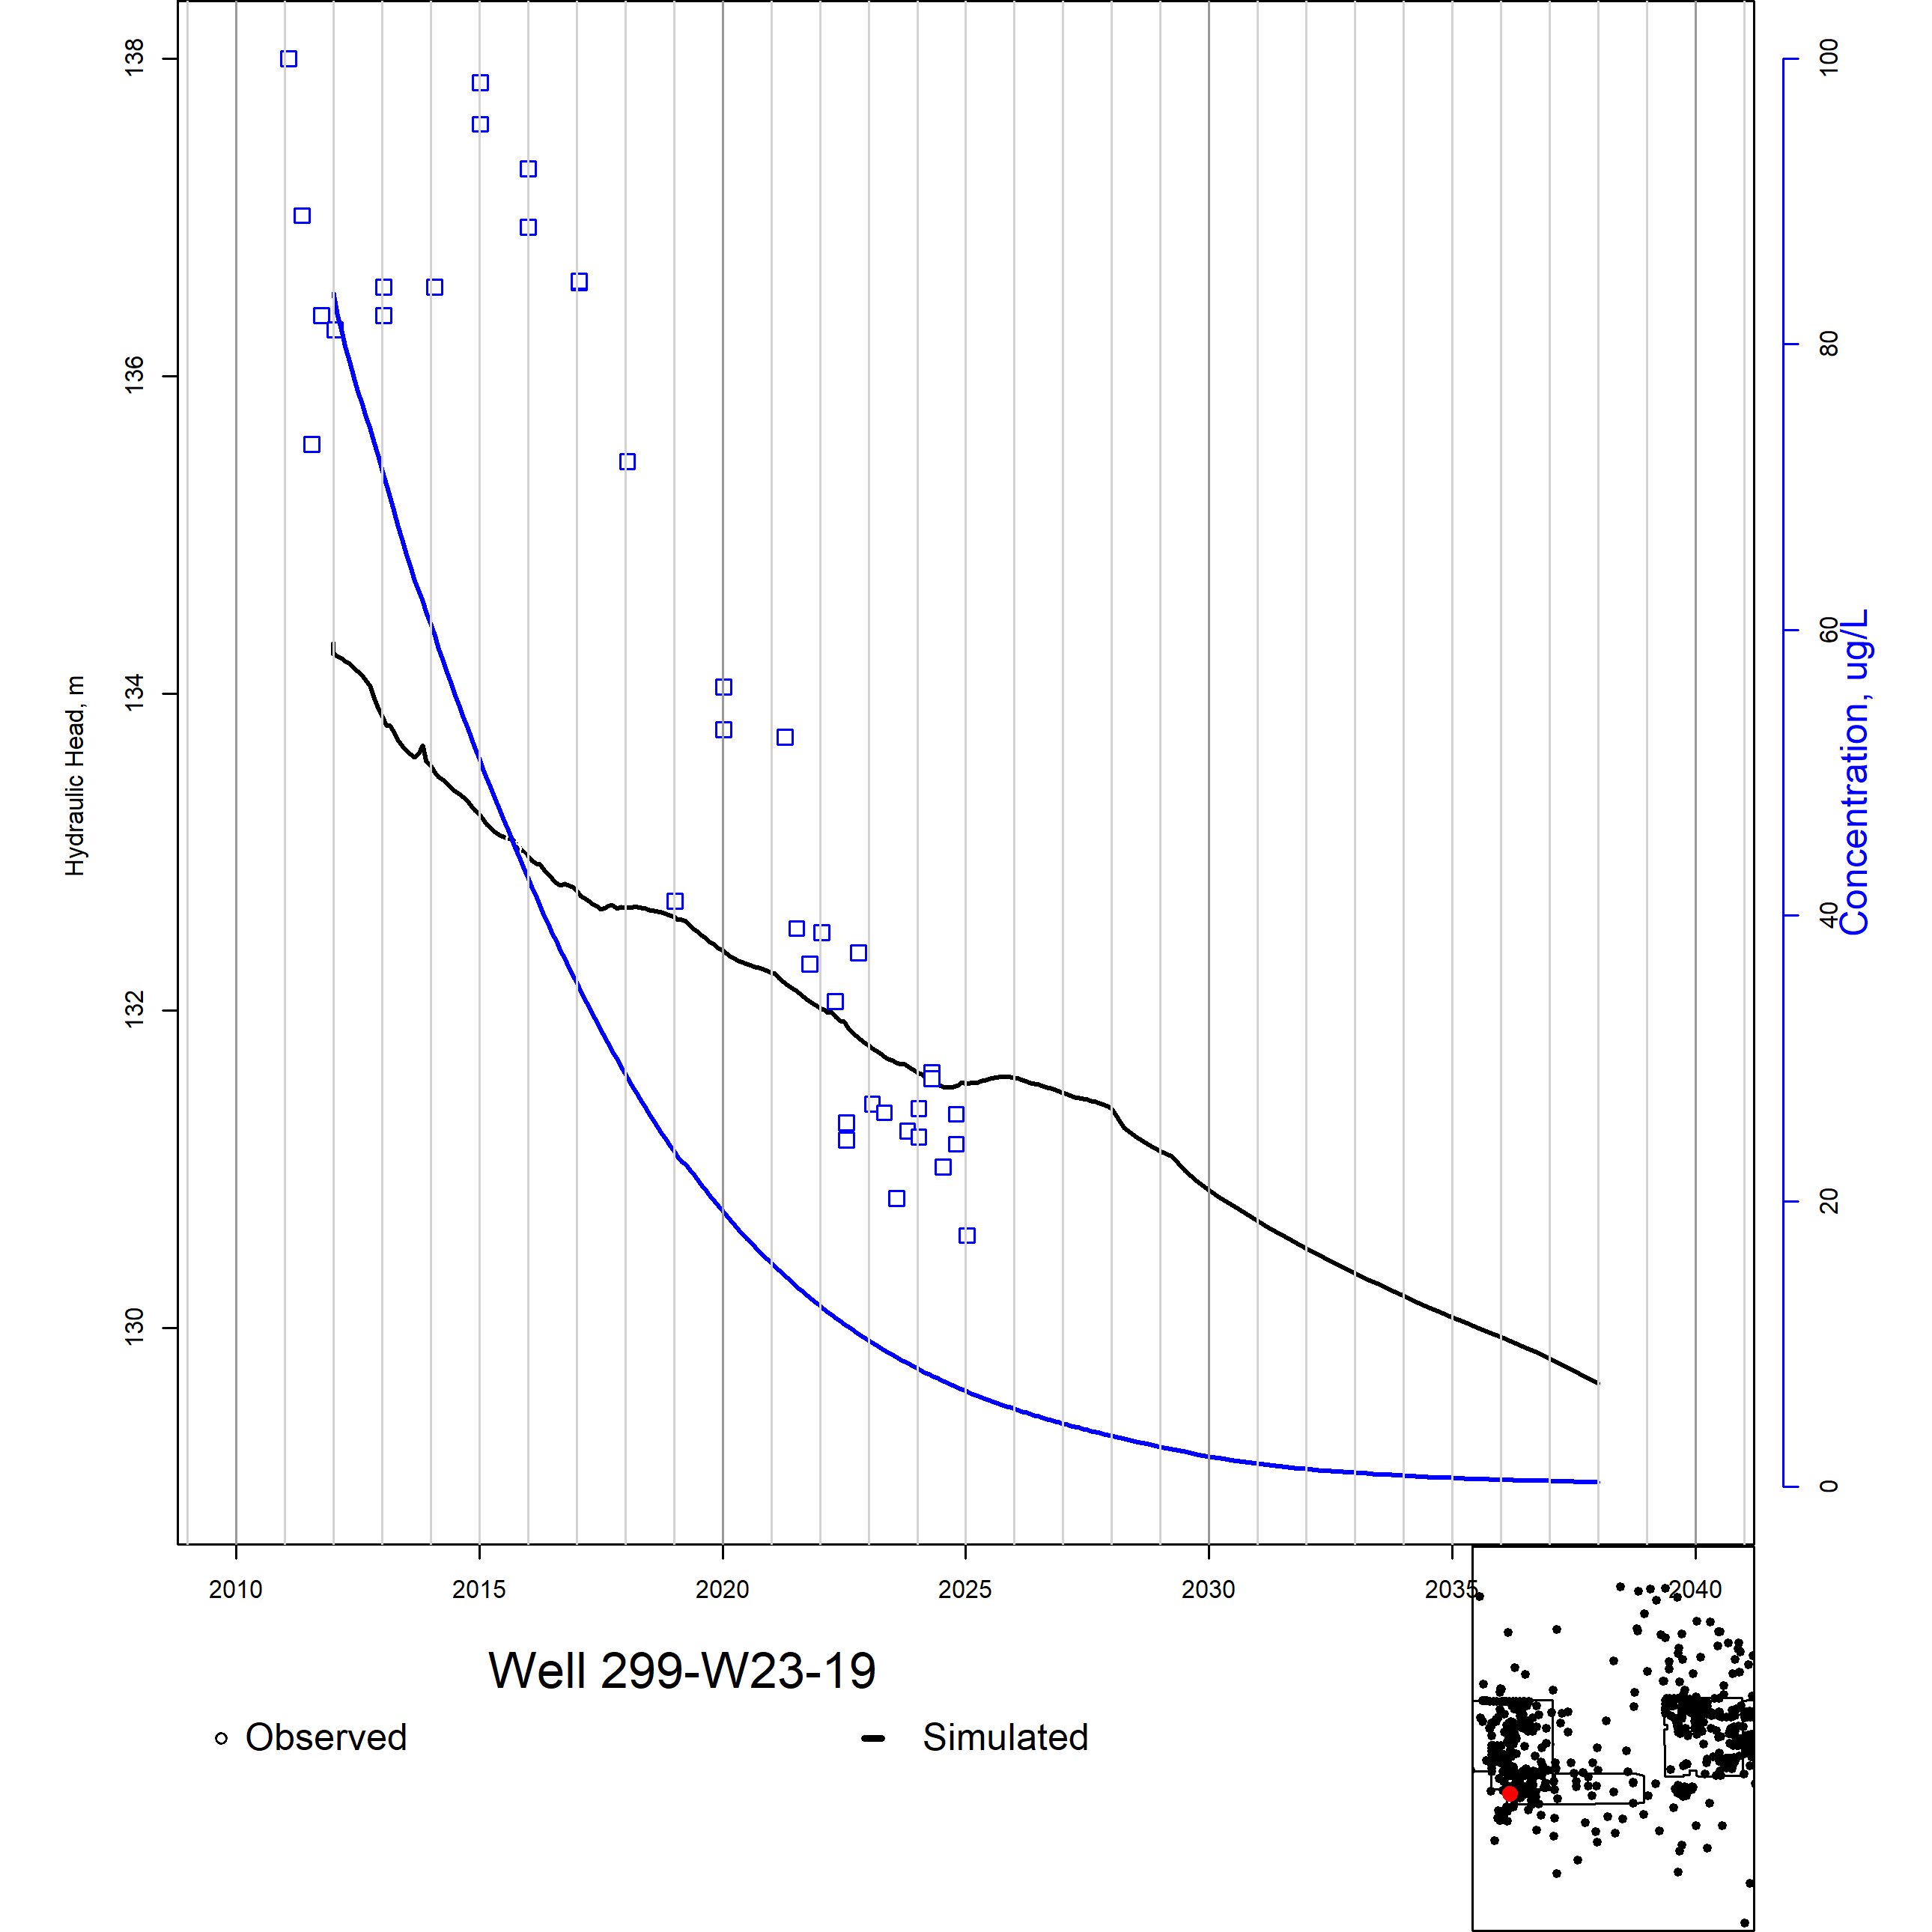 138
136
134
132
130
Hydraulic Head, m
100
80
60
40
20
0
Concentration, ug/L
2010 2015 2020 2025 2030 2035 2040
Well 299-W23-19
Observed Simulated